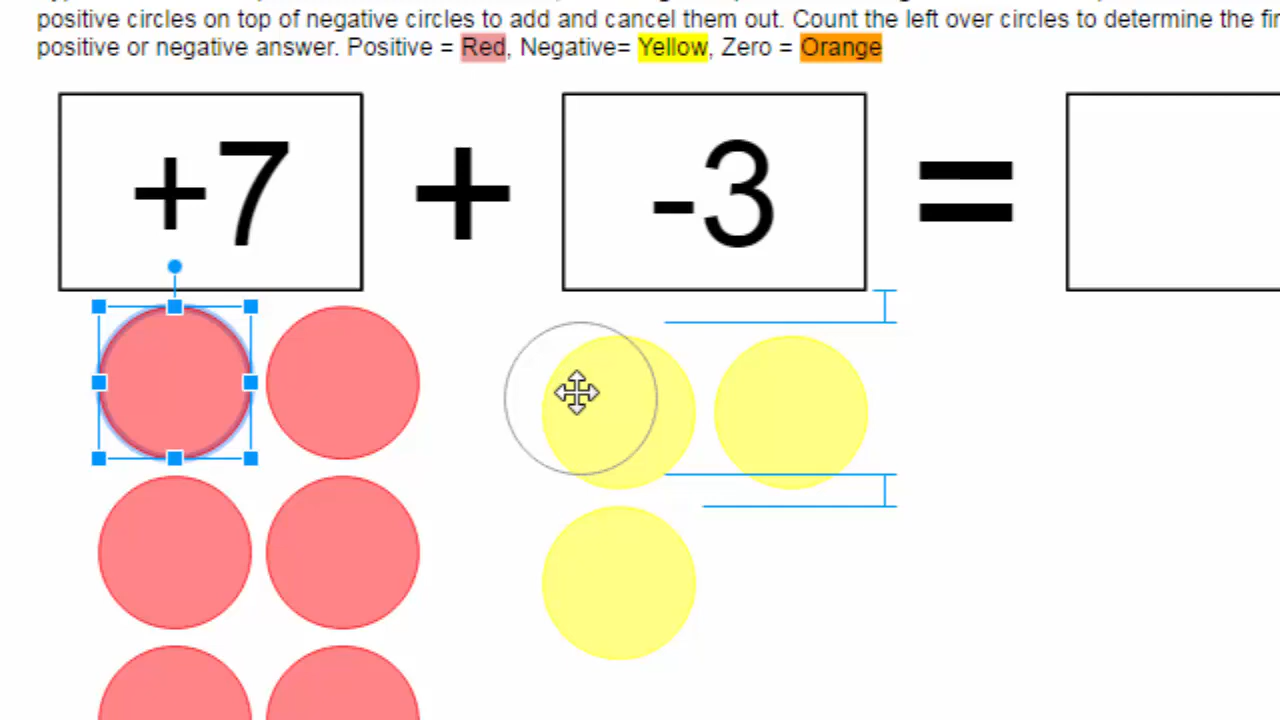 positive circles on top of negative circles to add and cancel them out. Count the left over circles to determine the
positive or negative answer. Positive = Red, Negative= Yellow, Zero = Orange
+7 + -3 =